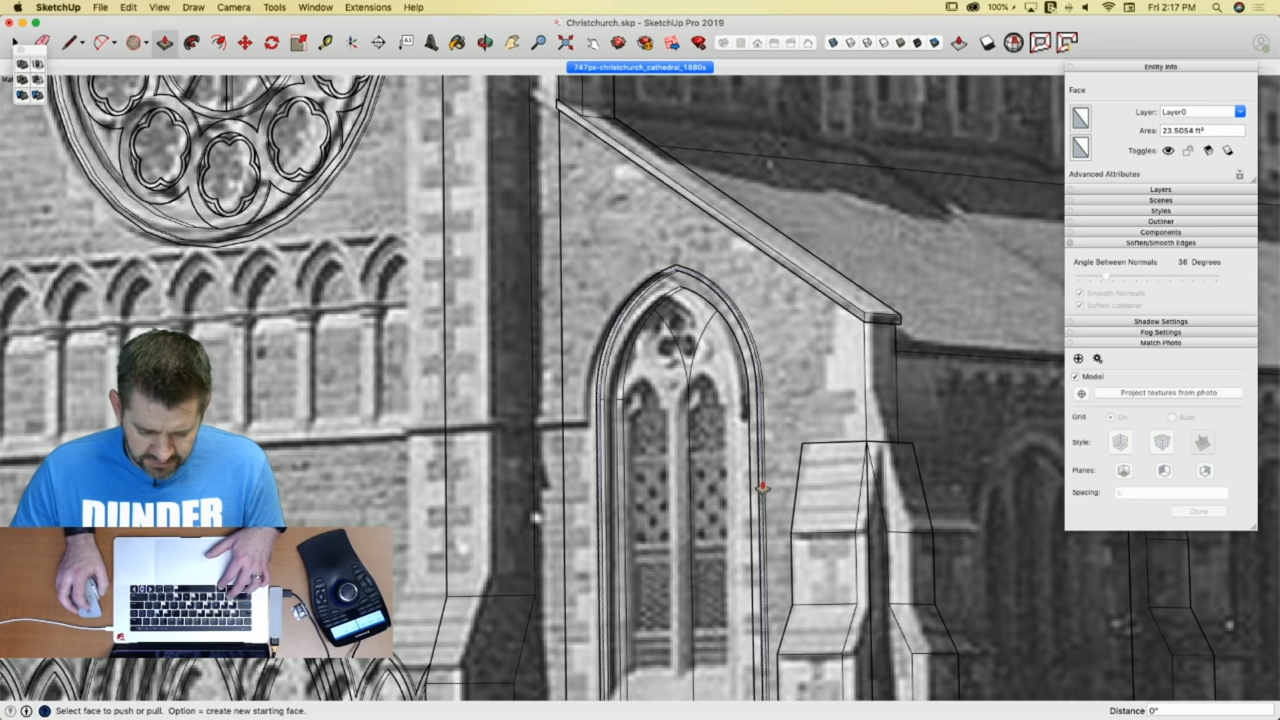 SketchUp File Edit View Draw Camera Tools Window Extensions Help
100% Fri 2:17 PM
Christchurch.skp - SketchUp Pro 2019
747px-christchurch_cathedral_1880s
Entity Info
Face
Layer: Layer0
Area: 23.5054 ft²
Toggles:
Advanced Attributes
Layers
Scenes
Styles
Outliner
Components
Soften/Smooth Edges
Angle Between Normals 36 Degrees
Smooth Normals
Soften coplanar
Shadow Settings
Fog Settings
Match Photo
Model
Project textures from photo
Grid On Auto
Style:
Planes:
Spacing:
Done
DUNDER
Select face to push or pull. Option = create new starting face.
Distance 0"